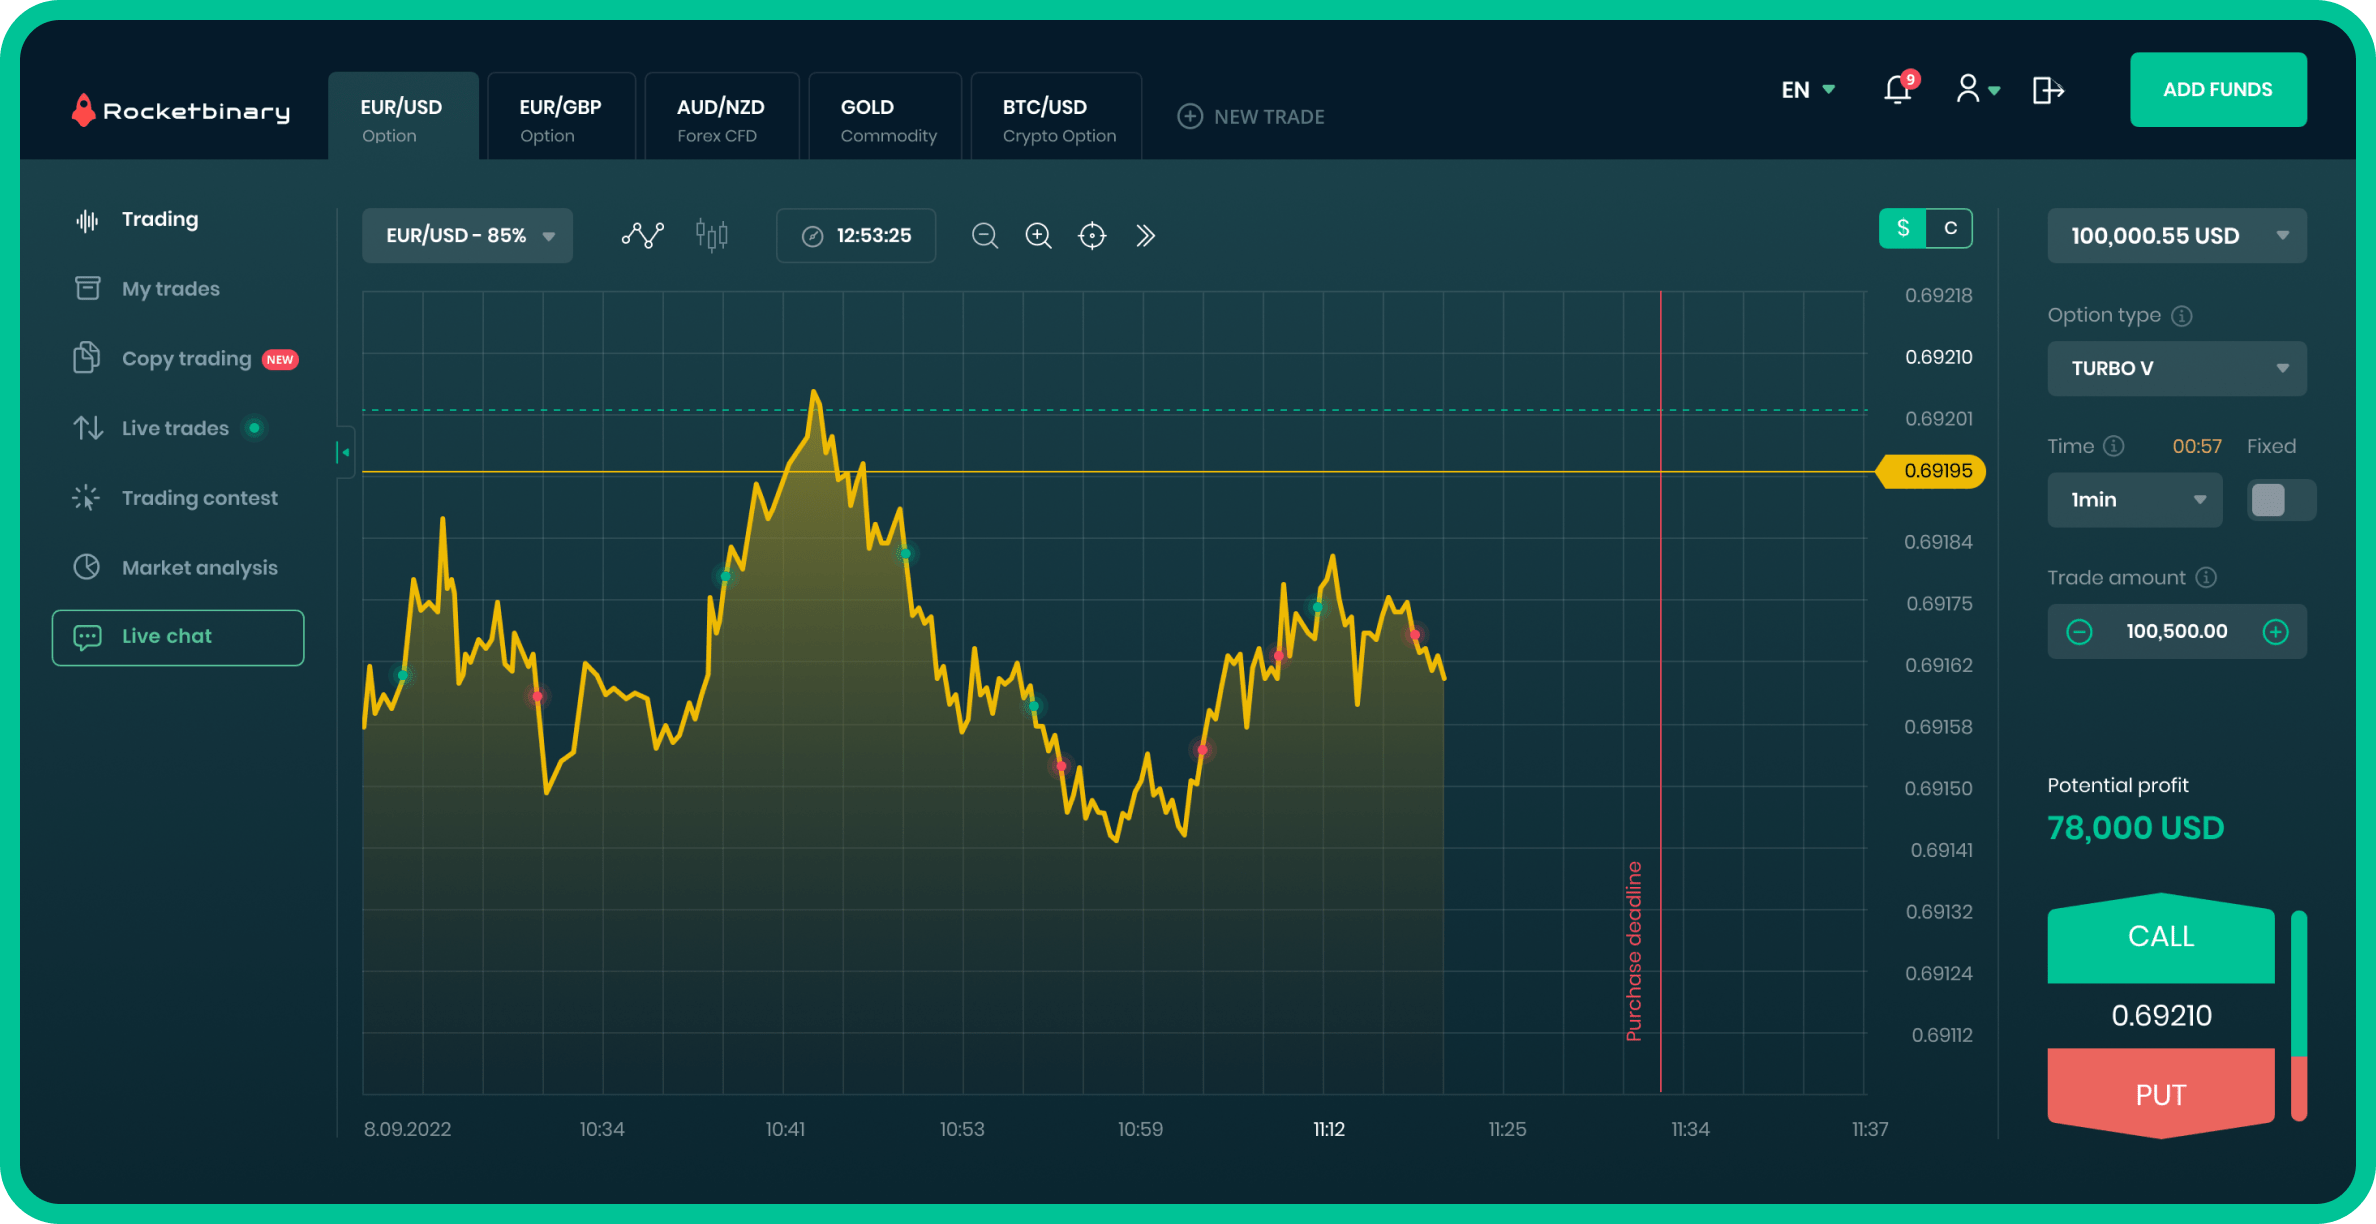 Rocketbinary
EUR/USD
Option
EUR/GBP
Option
AUD/NZD
Forex CFD
GOLD
Commodity
BTC/USD
Crypto Option
NEW TRADE
EN
9
ADD FUNDS
Trading
My trades
Copy trading NEW
Live trades
Trading contest
Market analysis
Live chat
EUR/USD - 85%
12:53:25
$ C
0.69218
0.69210
0.69201
0.69195
0.69184
0.69175
0.69162
0.69158
0.69150
0.69141
0.69132
0.69124
0.69112
Purchase deadline
8.09.2022 10:34 10:41 10:53 10:59 11:12 11:25 11:34 11:37
100,000.55 USD
Option type
TURBO V
Time 00:57 Fixed
1min
Trade amount
100,500.00
Potential profit
78,000 USD
CALL
0.69210
PUT